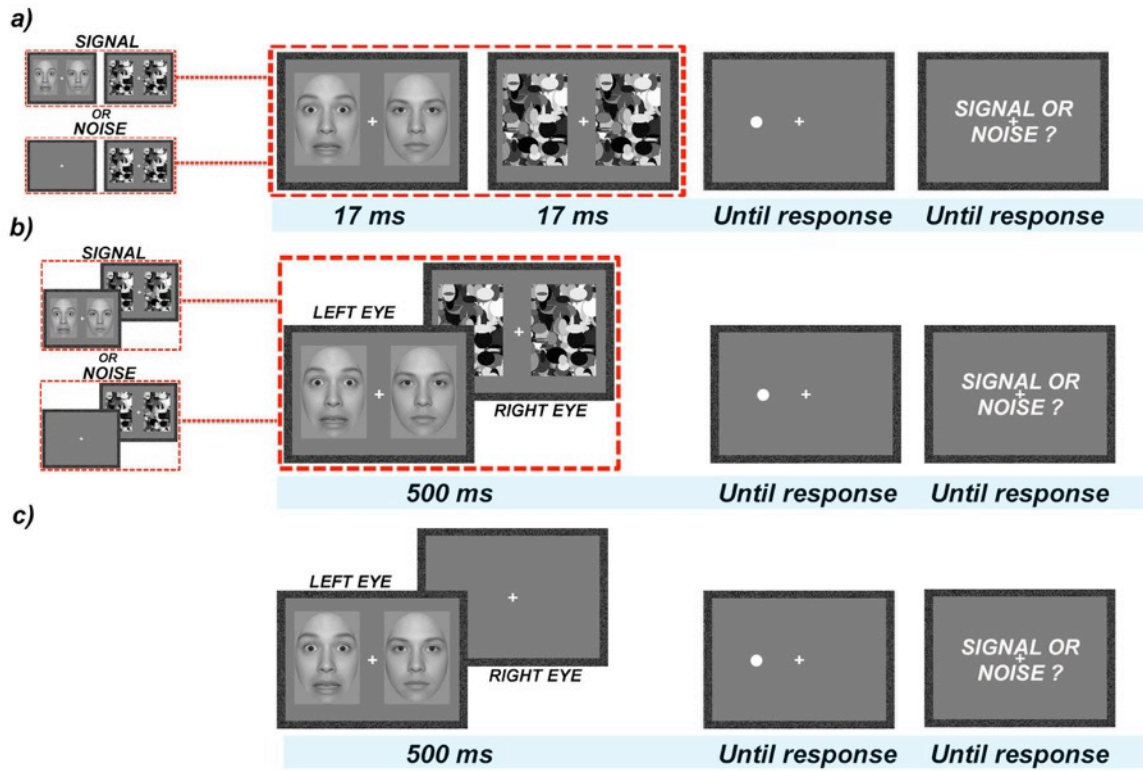 a)
SIGNAL
OR
NOISE
SIGNAL OR
NOISE ?
17 ms
17 ms
Until response
Until response
b)
SIGNAL
OR
NOISE
LEFT EYE
RIGHT EYE
SIGNAL OR
NOISE ?
500 ms
Until response
Until response
c)
LEFT EYE
RIGHT EYE
SIGNAL OR
NOISE ?
500 ms
Until response
Until response